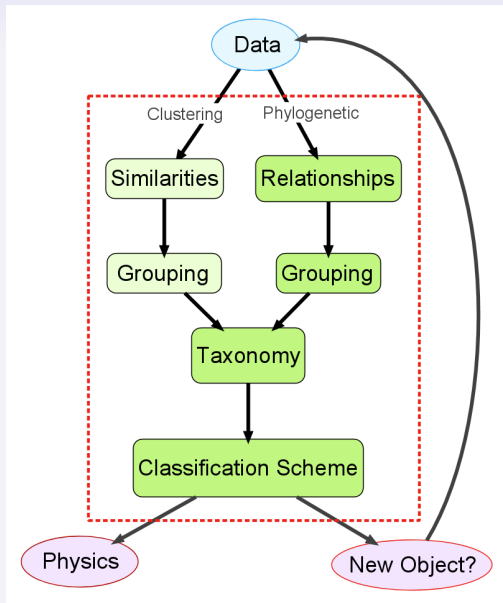 Data
Clustering
Phylogenetic
Similarities
Relationships
Grouping
Grouping
Taxonomy
Classification Scheme
Physics
New Object?